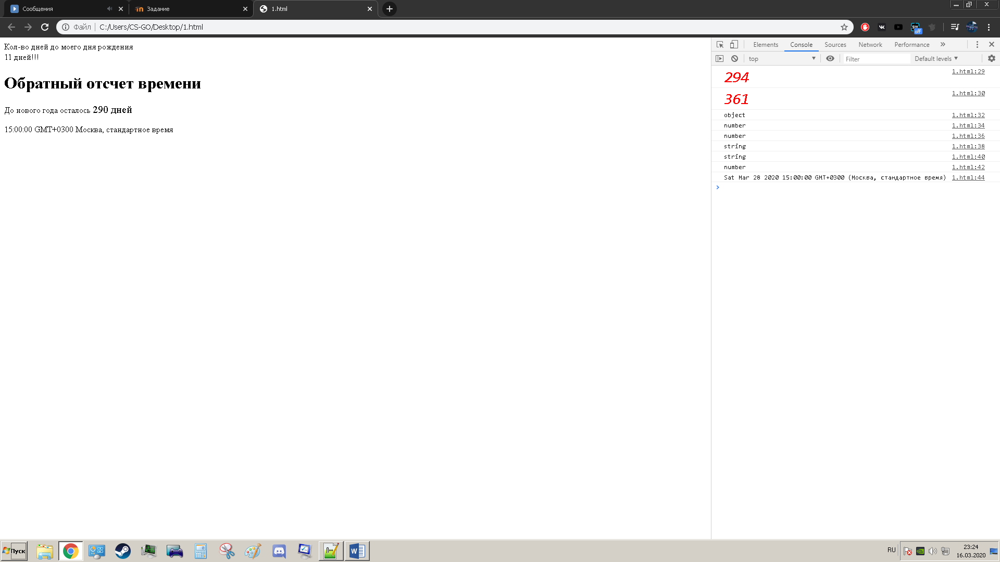 Сообщения
Задание
1.html
Файл
C:/Users/CS-GO/Desktop/1.html
off
Кол-во дней до моего дня рождения
11 дней!!!
Обратный отсчет времени
До нового года осталось 290 дней
15:00:00 GMT+0300 Москва, стандартное время
Elements Console Sources Network Performance
top Filter Default levels
294 1.html:29
361 1.html:30
object 1.html:32
number 1.html:34
number 1.html:36
string 1.html:38
string 1.html:40
number 1.html:42
Sat Mar 28 2020 15:00:00 GMT+0300 (Москва, стандартное время) 1.html:44
Пуск
RU
23:24
16.03.2020